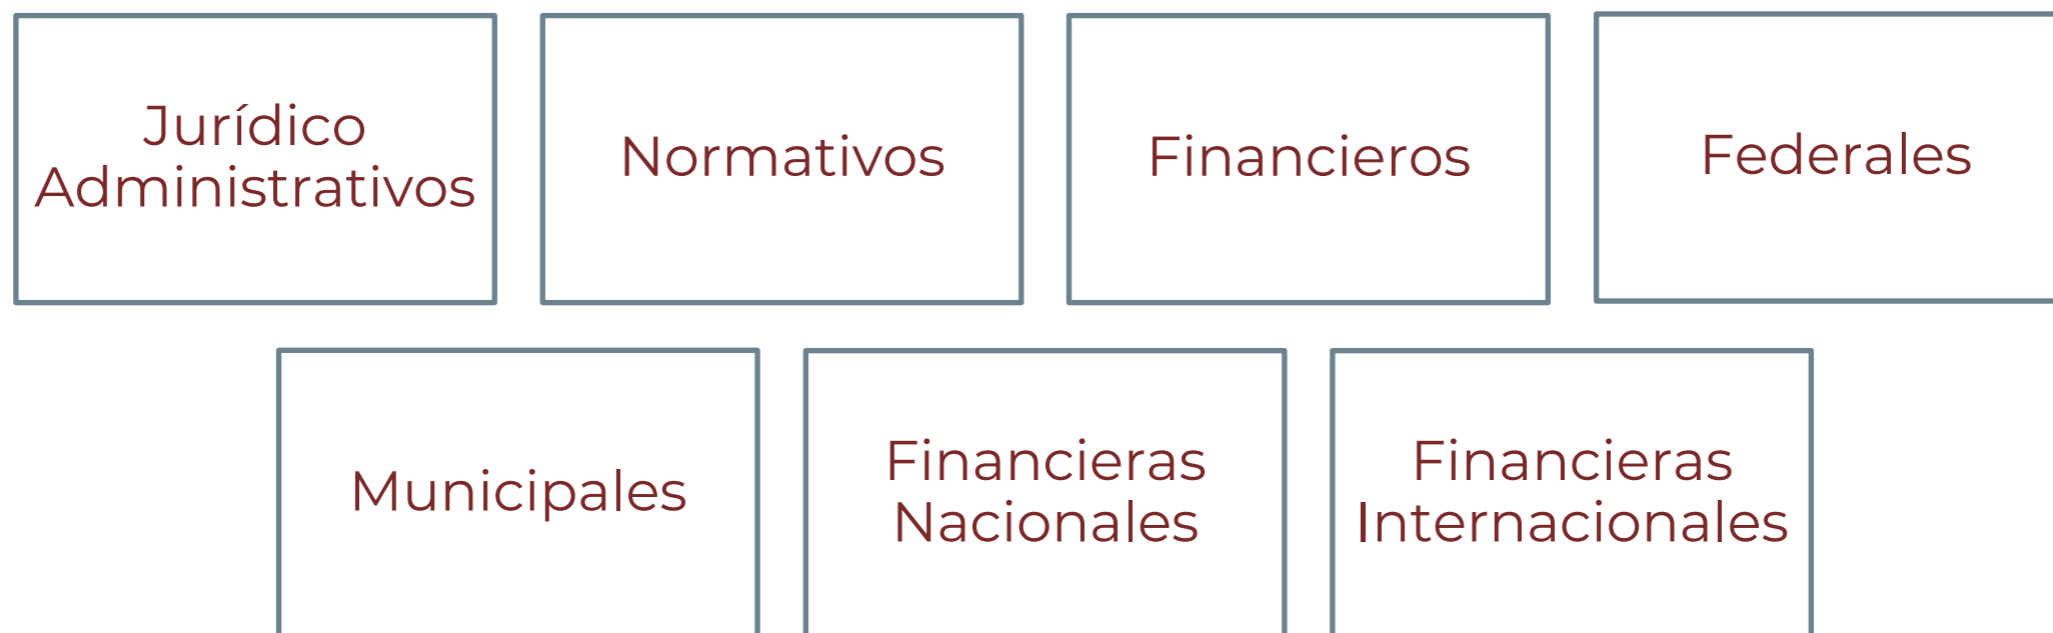 Jurídico
Administrativos
Normativos
Financieros
Federales
Municipales
Financieras
Nacionales
Financieras
Internacionales